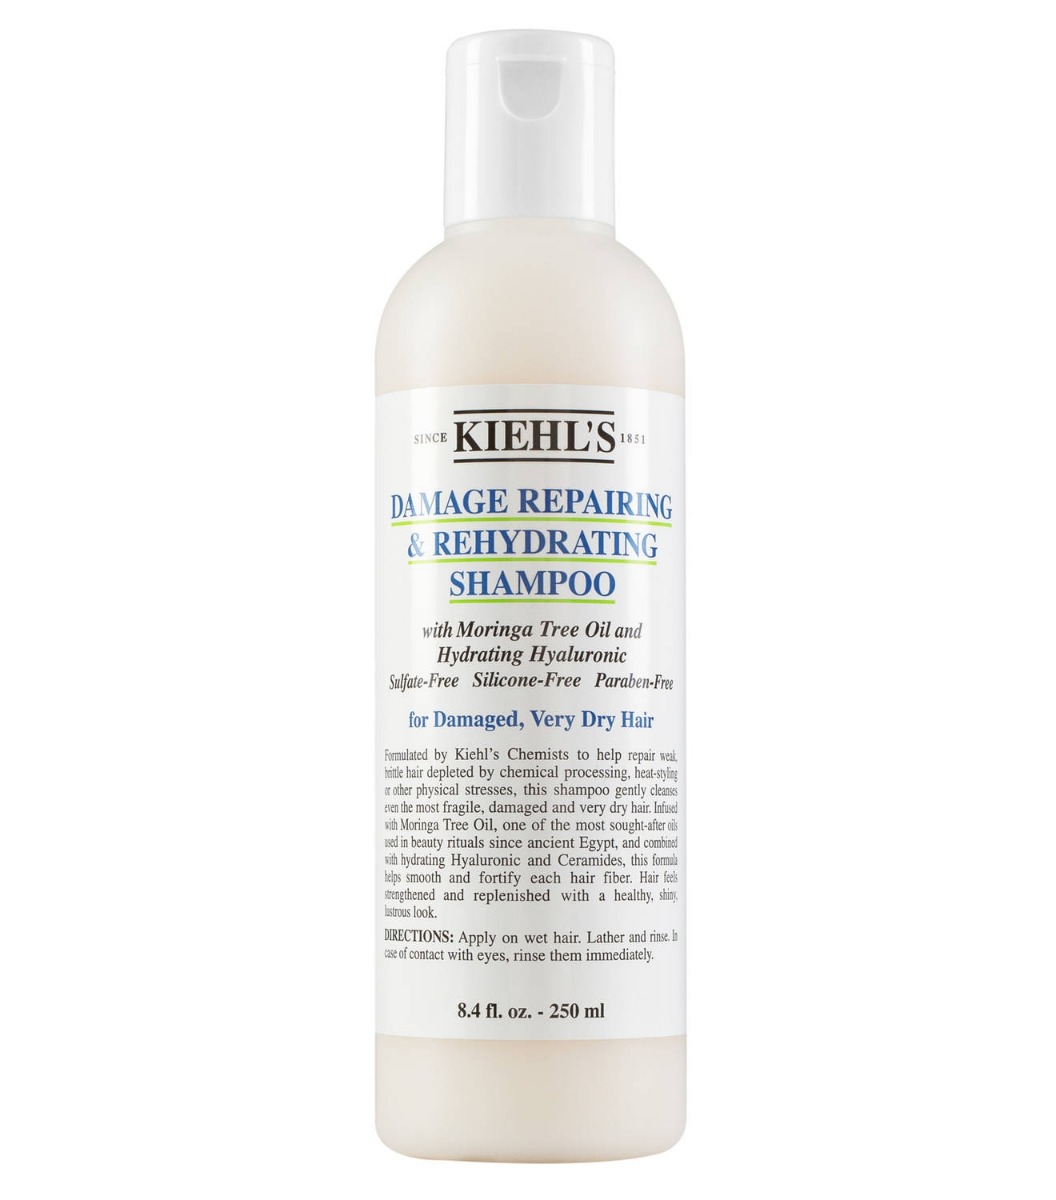 SINCE KIEHL'S 1851
DAMAGE REPAIRING
& REHYDRATING
SHAMPOO
with Moringa Tree Oil and
Hydrating Hyaluronic
Sulfate-Free Silicone-Free Paraben-Free
for Damaged, Very Dry Hair
Formulated by Kiehl's Chemists to help repair weak,
brittle hair depleted by chemical processing, heat-styling
or other physical stresses, this shampoo gently cleanses
even the most fragile, damaged and very dry hair. Infused
with Moringa Tree Oil, one of the most sought-after oils
used in beauty rituals since ancient Egypt, and combined
with hydrating Hyaluronic and Ceramides, this formula
helps smooth and fortify each hair fiber. Hair feels
strengthened and replenished with a healthy, shiny,
lustrous look.
DIRECTIONS: Apply on wet hair. Lather and rinse. In
case of contact with eyes, rinse them immediately.
8.4 fl. oz. - 250 ml